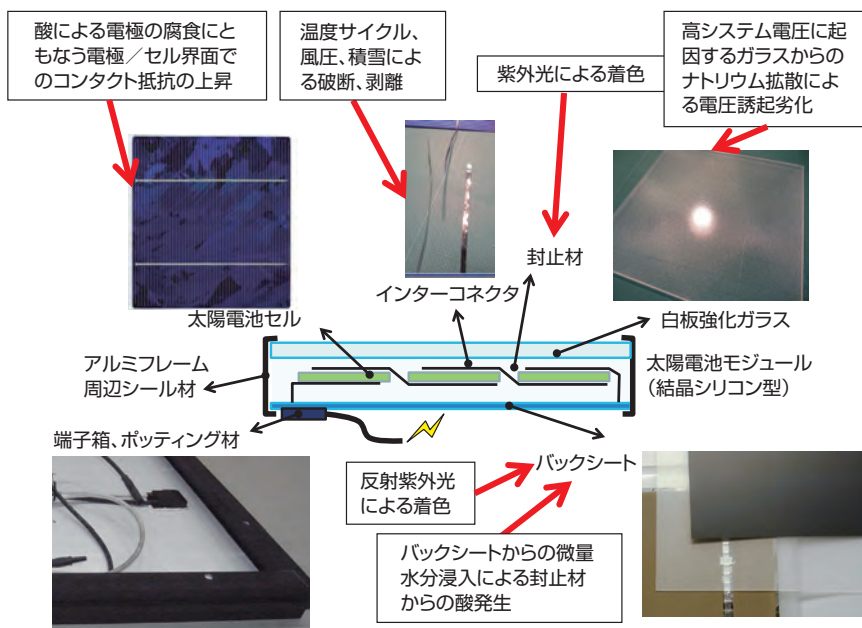 酸による電極の腐食にと
もなう電極／セル界面で
のコンタクト抵抗の上昇
温度サイクル、
風圧、積雪によ
る破断、剥離
紫外光による着色
高システム電圧に起
因するガラスからの
ナトリウム拡散によ
る電圧誘起劣化
封止材
インターコネクタ
太陽電池セル
白板強化ガラス
アルミフレーム
周辺シール材
太陽電池モジュール
（結晶シリコン型）
端子箱、ポッティング材
バックシート
反射紫外光
による着色
バックシートからの微量
水分浸入による封止材
からの酸発生